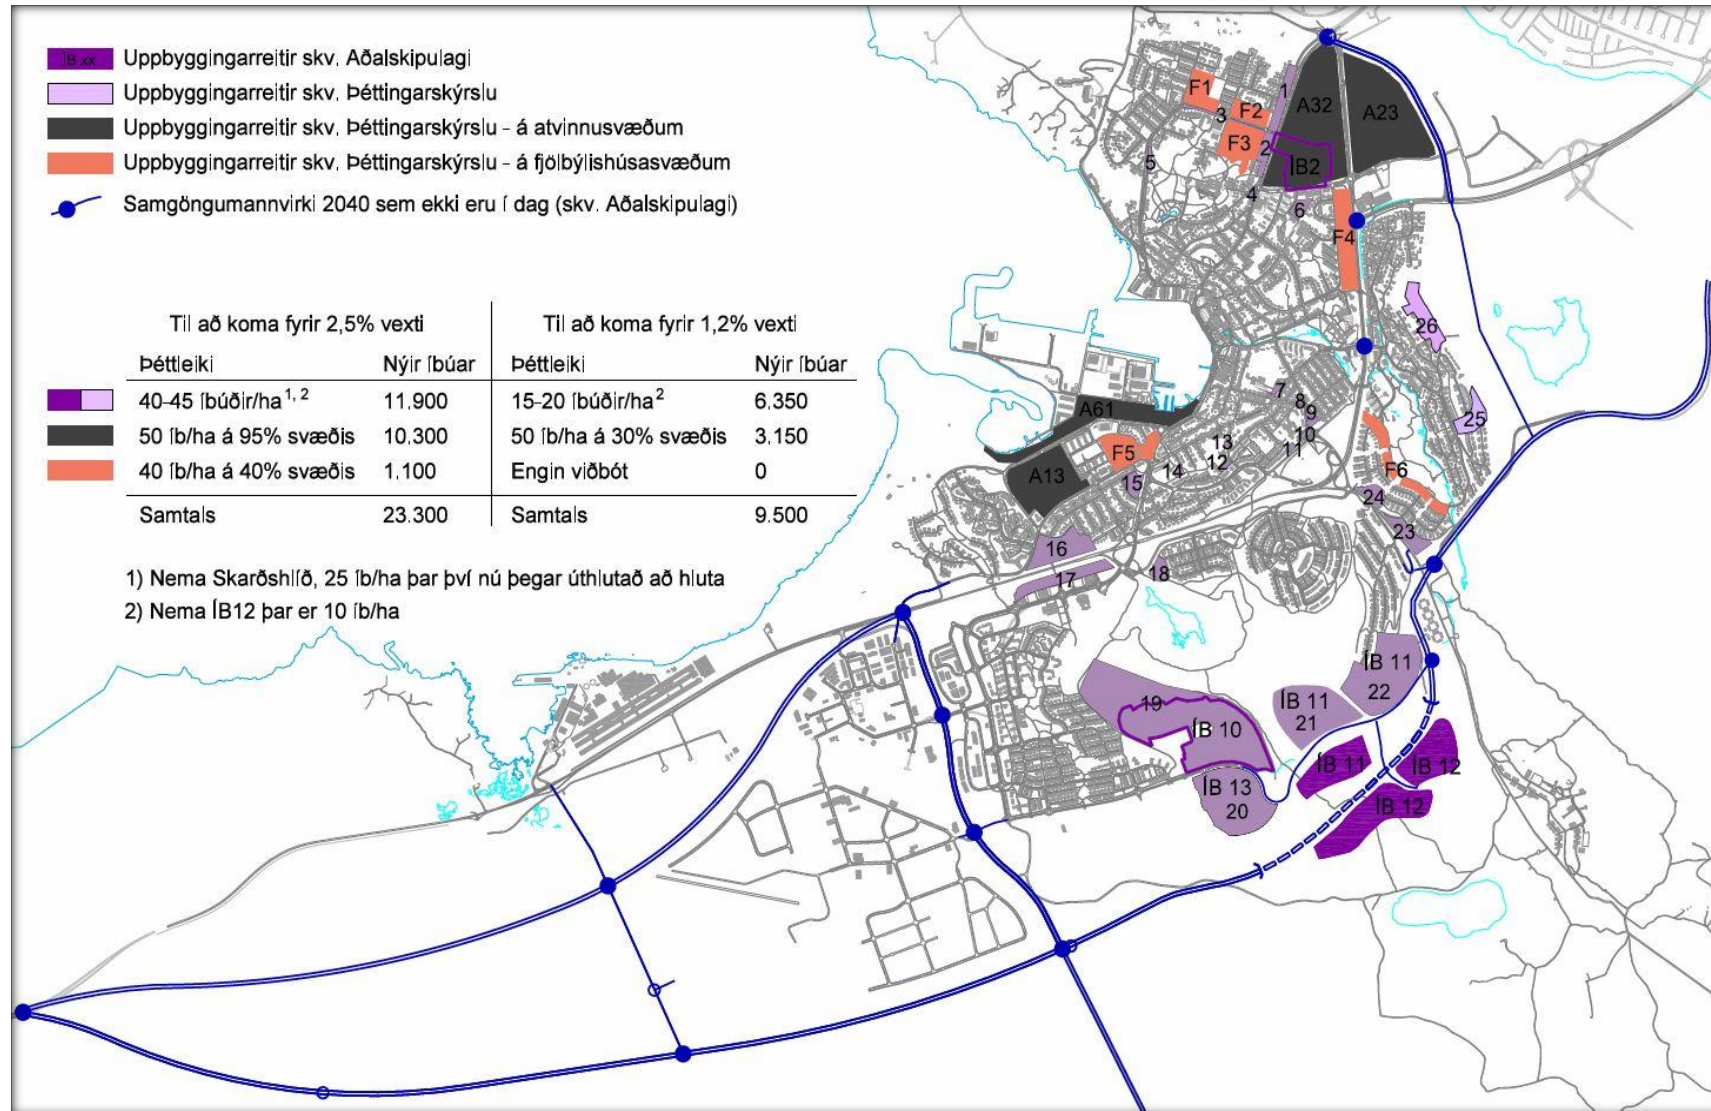 ÍB xx Uppbyggingarreitir skv. Aðalskipulagi
Uppbyggingarreitir skv. Þéttingarskýrslu
Uppbyggingarreitir skv. Þéttingarskýrslu - á atvinnusvæðum
Uppbyggingarreitir skv. Þéttingarskýrslu - á fjölbýlishúsasvæðum
Samgöngumannvirki 2040 sem ekki eru í dag (skv. Aðalskipulagi)
Til að koma fyrir 2,5% vexti Til að koma fyrir 1,2% vexti
Þéttleiki Nýir íbúar Þéttleiki Nýir íbúar
40-45 íbúðir/ha1, 2 11.900 15-20 íbúðir/ha2 6.350
50 íb/ha á 95% svæðis 10.300 50 íb/ha á 30% svæðis 3.150
40 íb/ha á 40% svæðis 1.100 Engin viðbót 0
Samtals 23.300 Samtals 9.500
1) Nema Skarðshlíð, 25 íb/ha þar því nú þegar úthlutað að hluta
2) Nema ÍB12 þar er 10 íb/ha
F1
1
A32
A23
3
F2
F3
2
5
ÍB2
4
6
F4
26
7
8
9
10
11
A61
25
F5
13
12
14
15
A13
F6
24
23
16
17
18
ÍB 11
22
19
ÍB 10
ÍB 11
21
ÍB 11
ÍB 12
ÍB 13
20
ÍB 12